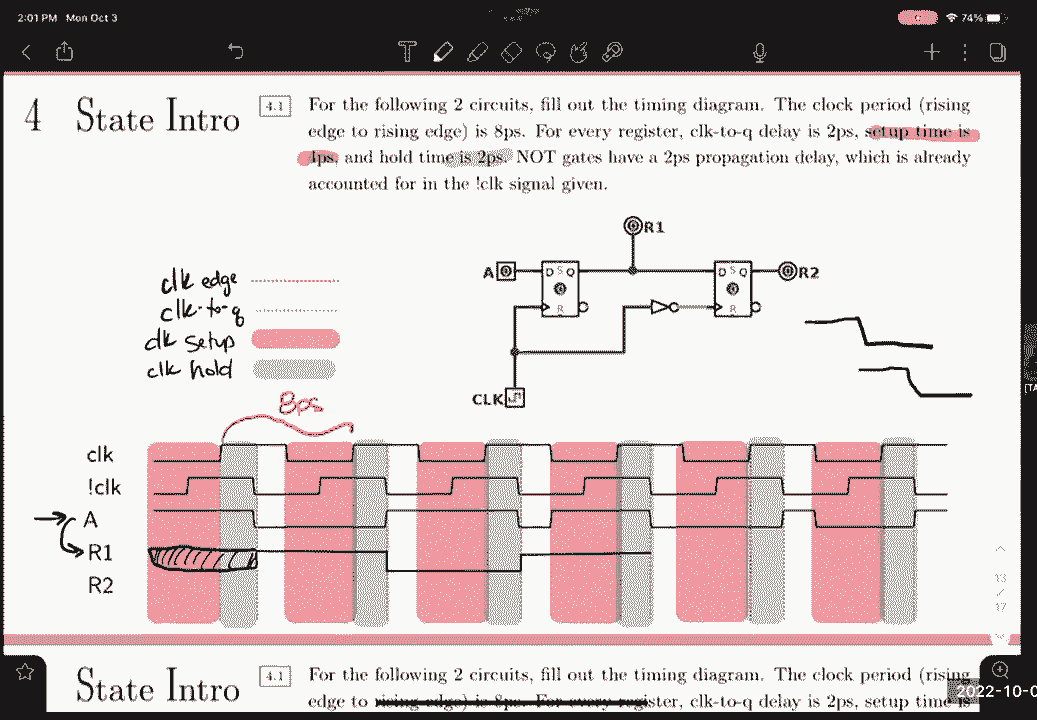 2:01 PM Mon Oct 3
74%
4 State Intro
4.1 For the following 2 circuits, fill out the timing diagram. The clock period (rising
edge to rising edge) is 8ps. For every register, clk-to-q delay is 2ps, setup time is
4ps, and hold time is 2ps. NOT gates have a 2ps propagation delay, which is already
accounted for in the !clk signal given.
R1
A D S Q D S Q R2
R R
CLK
clk edge
clk-to-q
clk setup
clk hold
8ps
clk
!clk
A
R1
R2
13
/
17
[TA
State Intro
4.1 For the following 2 circuits, fill out the timing diagram. The clock period (rising
edge to rising edge) is 8ps. For every register, clk-to-q delay is 2ps, setup time is
2022-10-0